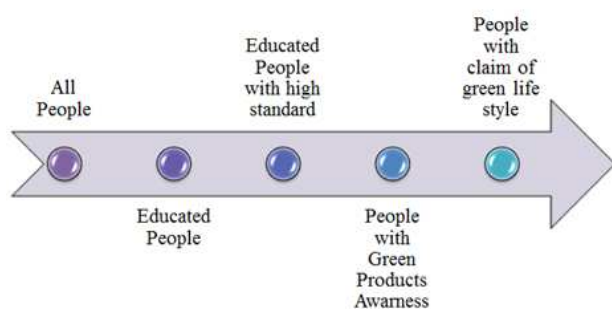 All
People
Educated
People
Educated
People
with high
standard
People
with
Green
Products
Awarness
People
with
claim of
green life
style